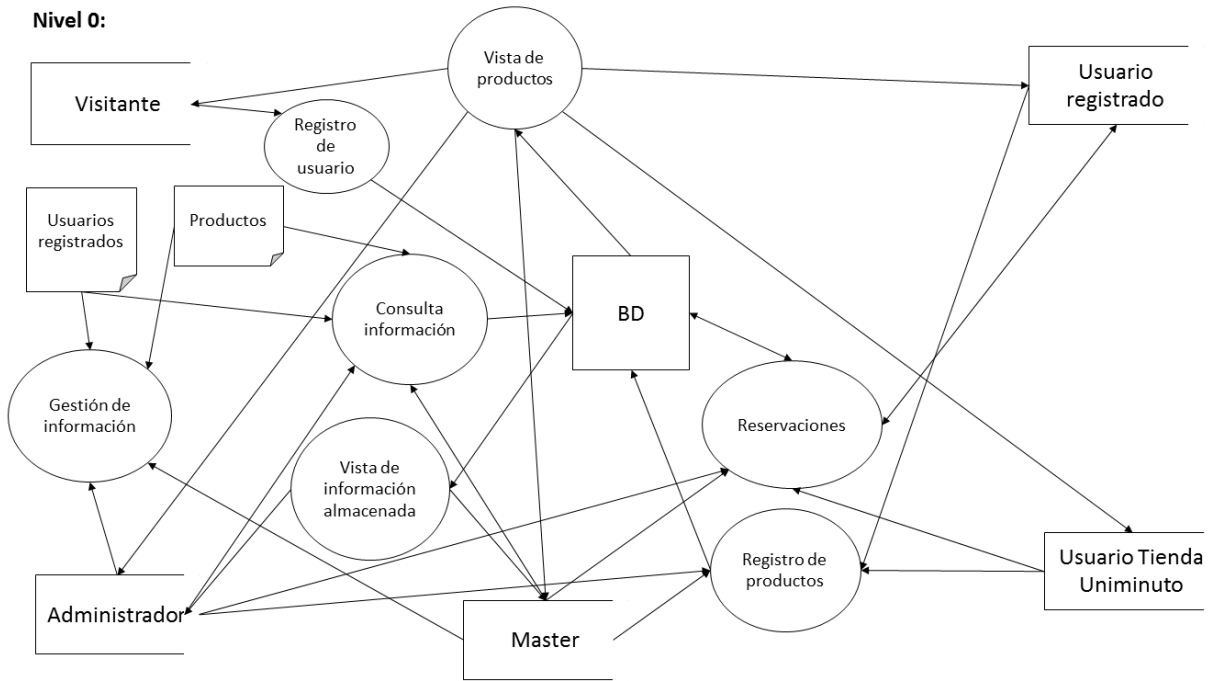 Nivel 0:
Vista de
productos
Usuario
registrado
Visitante
Registro
de
usuario
Usuarios
registrados
Productos
Consulta
información
BD
Gestión de
información
Reservaciones
Vista de
información
almacenada
Registro de
productos
Usuario Tienda
Uniminuto
Administrador
Master